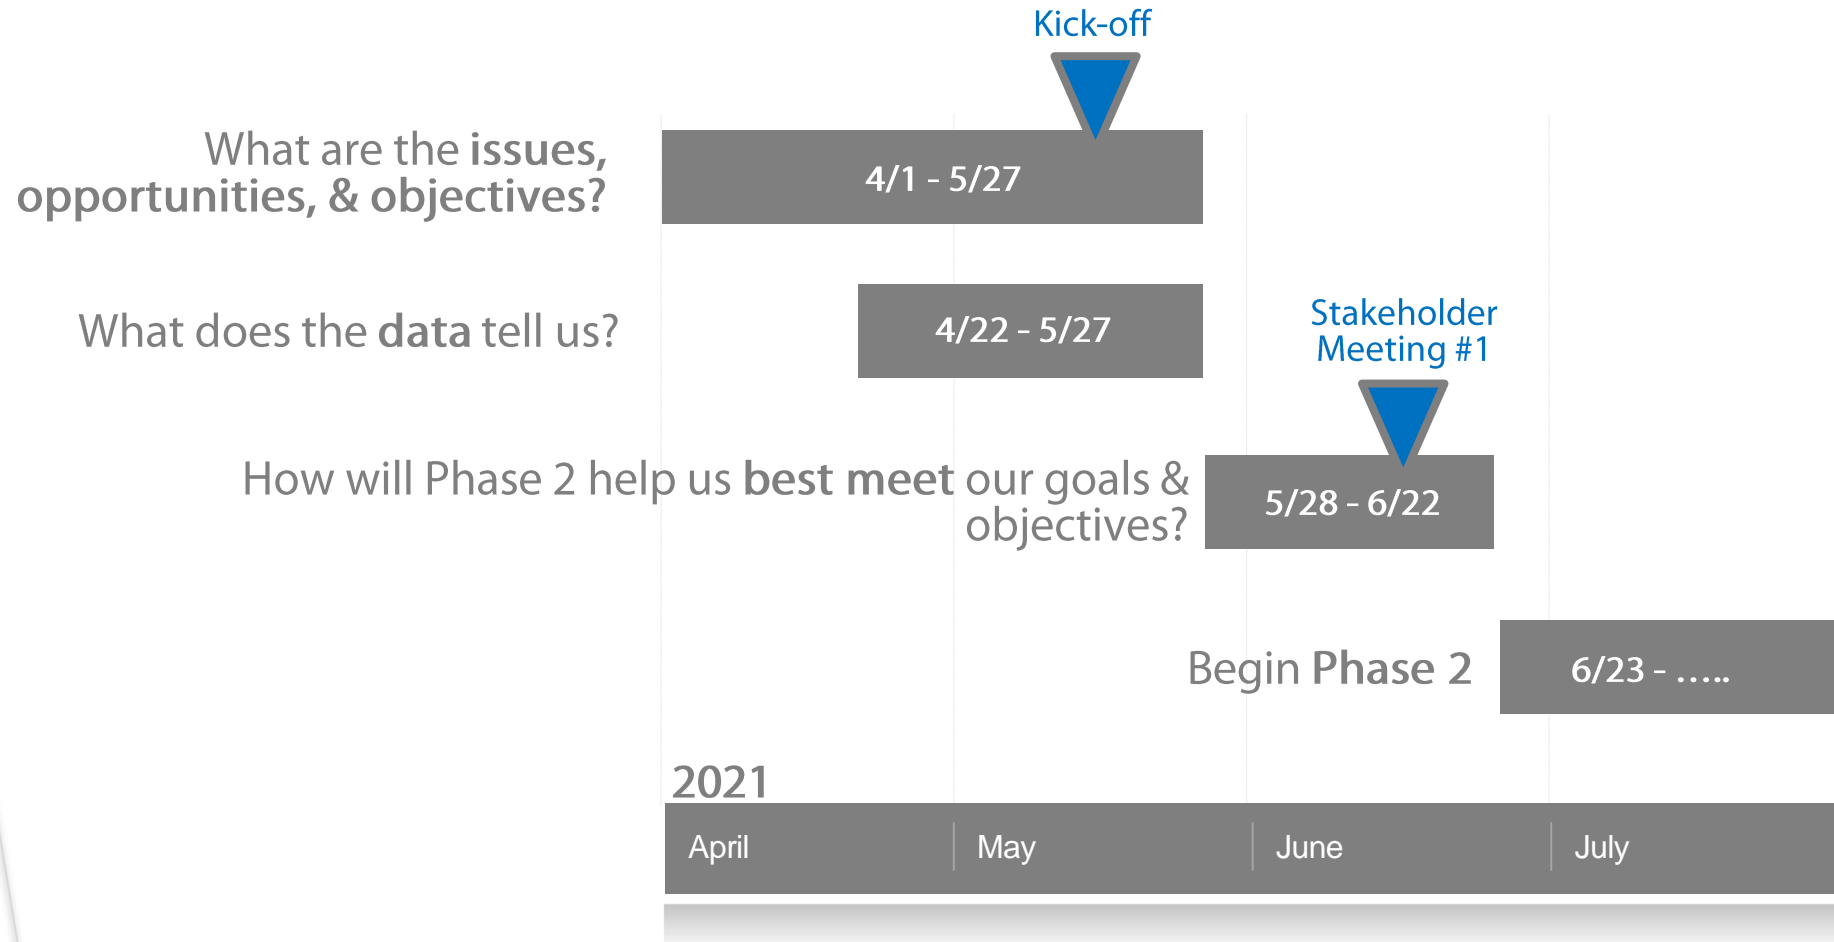 Kick-off
What are the issues,
opportunities, & objectives?
4/1 - 5/27
What does the data tell us?
4/22 - 5/27
Stakeholder
Meeting #1
How will Phase 2 help us best meet our goals &
objectives?
5/28 - 6/22
Begin Phase 2
6/23 - .....
2021
April
May
June
July